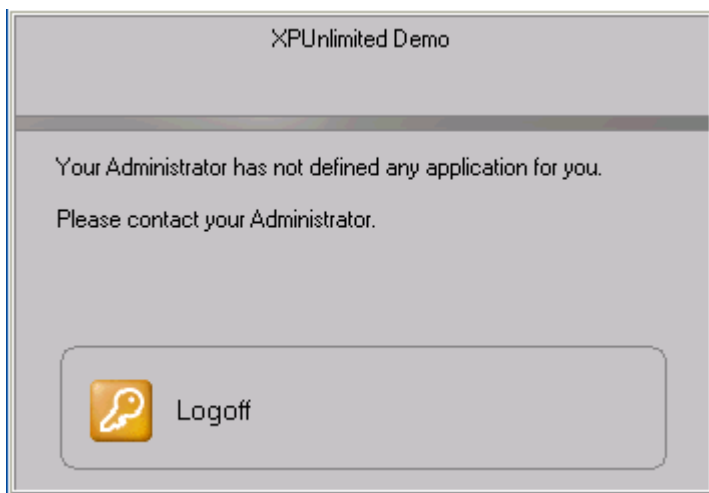 XPUnlimited Demo
Your Administrator has not defined any application for you.
Please contact your Administrator.
Logoff